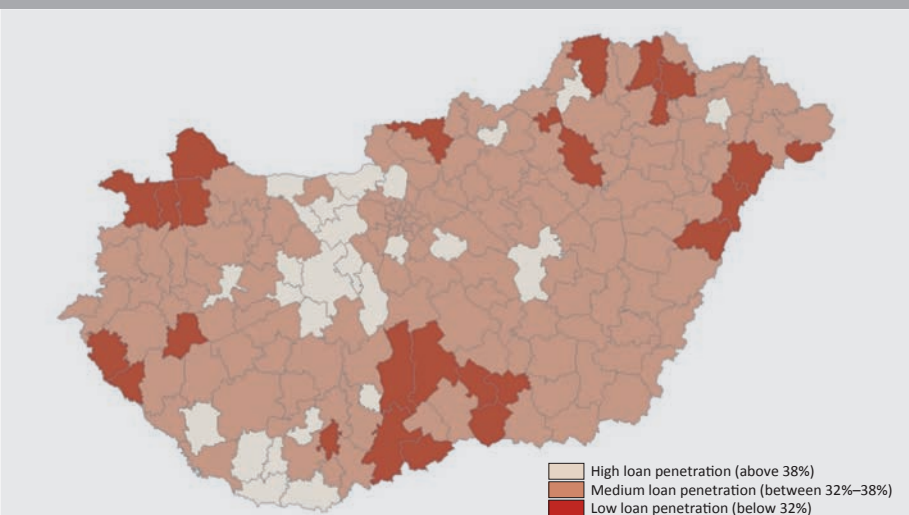 High loan penetration (above 38%)
Medium loan penetration (between 32%–38%)
Low loan penetration (below 32%)